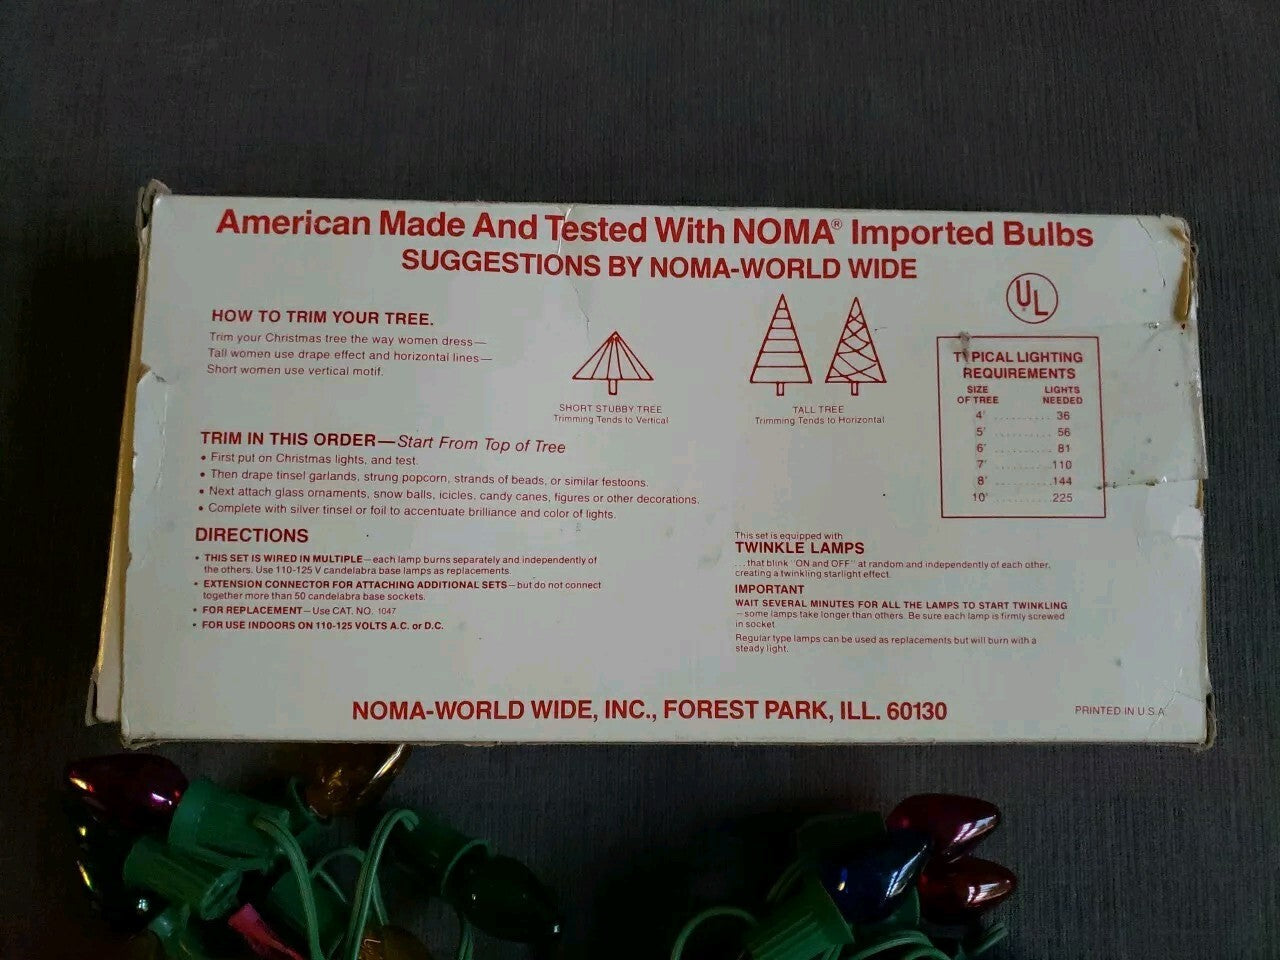 American Made And Tested With NOMA® Imported Bulbs
SUGGESTIONS BY NOMA-WORLD WIDE
UL
HOW TO TRIM YOUR TREE.
Trim your Christmas tree the way women dress—
Tall women use drape effect and horizontal lines—
Short women use vertical motif.
SHORT STUBBY TREE
Trimming Tends to Vertical
TALL TREE
Trimming Tends to Horizontal
TYPICAL LIGHTING
REQUIREMENTS
SIZE LIGHTS
OF TREE NEEDED
4' .......... 36
5' .......... 56
6' .......... 81
7' .......... 110
8' .......... 144
10' .......... 225
TRIM IN THIS ORDER—Start From Top of Tree
• First put on Christmas lights, and test.
• Then drape tinsel garlands, strung popcorn, strands of beads, or similar festoons.
• Next attach glass ornaments, snow balls, icicles, candy canes, figures or other decorations.
• Complete with silver tinsel or foil to accentuate brilliance and color of lights.
DIRECTIONS
• THIS SET IS WIRED IN MULTIPLE—each lamp burns separately and independently of
the others. Use 110-125 V candelabra base lamps as replacements.
• EXTENSION CONNECTOR FOR ATTACHING ADDITIONAL SETS—but do not connect
together more than 50 candelabra base sockets.
• FOR REPLACEMENT—Use CAT. NO. 1047
• FOR USE INDOORS ON 110-125 VOLTS A.C. or D.C.
This set is equipped with
TWINKLE LAMPS
...that blink "ON and OFF" at random and independently of each other,
creating a twinkling starlight effect.
IMPORTANT
WAIT SEVERAL MINUTES FOR ALL THE LAMPS TO START TWINKLING
—some lamps take longer than others. Be sure each lamp is firmly screwed
in socket.
Regular type lamps can be used as replacements but will burn with a
steady light.
NOMA-WORLD WIDE, INC., FOREST PARK, ILL. 60130
PRINTED IN U.S.A.